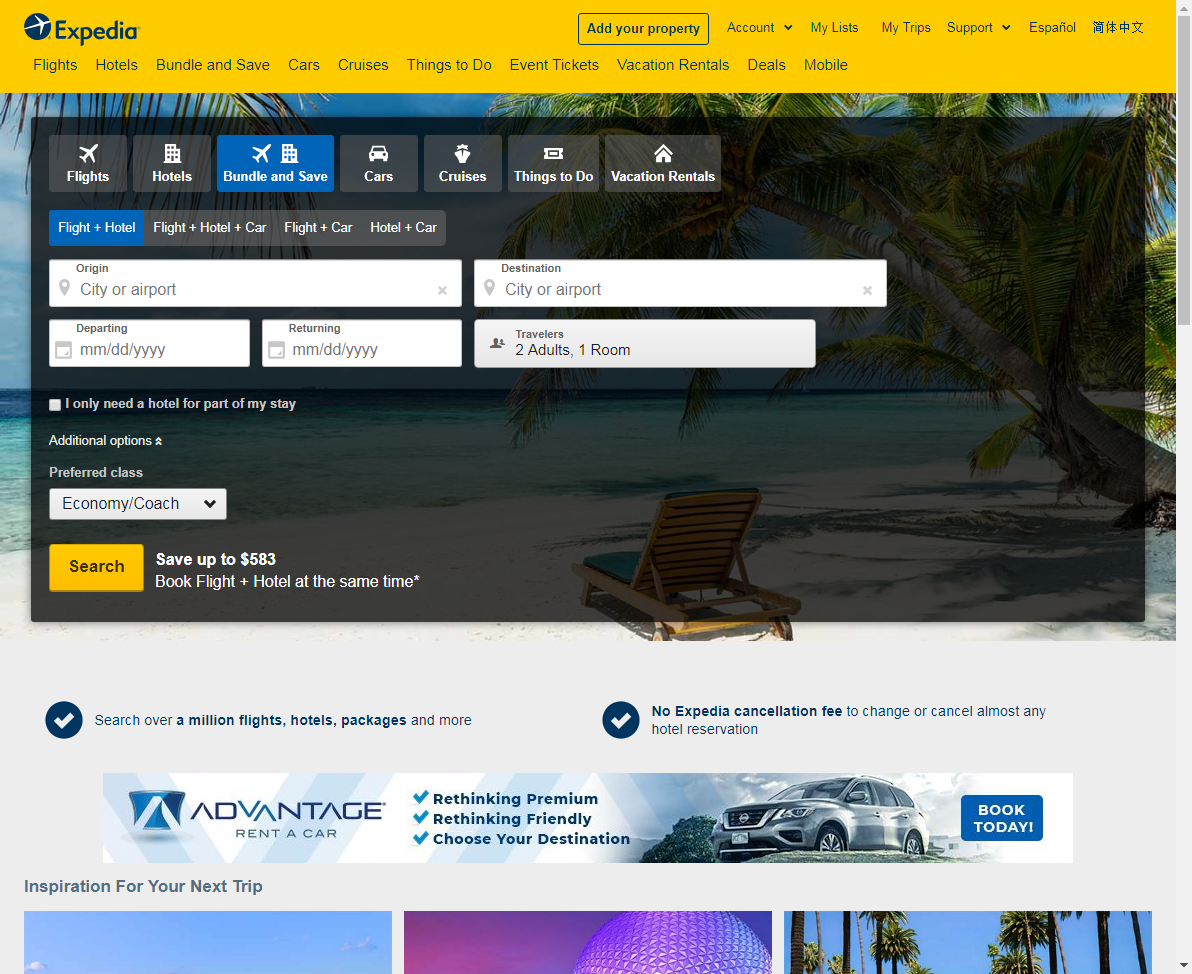 Expedia
Add your property
Account
My Lists
My Trips
Support
Español
简体中文
Flights
Hotels
Bundle and Save
Cars
Cruises
Things to Do
Event Tickets
Vacation Rentals
Deals
Mobile
Flights
Hotels
Bundle and Save
Cars
Cruises
Things to Do
Vacation Rentals
Flight + Hotel
Flight + Hotel + Car
Flight + Car
Hotel + Car
Origin
City or airport
Destination
City or airport
Departing
mm/dd/yyyy
Returning
mm/dd/yyyy
Travelers
2 Adults, 1 Room
I only need a hotel for part of my stay
Additional options
Preferred class
Economy/Coach
Search
Save up to $583
Book Flight + Hotel at the same time*
Search over a million flights, hotels, packages and more
No Expedia cancellation fee to change or cancel almost any
hotel reservation
ADVANTAGE
RENT A CAR
Rethinking Premium
Rethinking Friendly
Choose Your Destination
BOOK
TODAY!
Inspiration For Your Next Trip